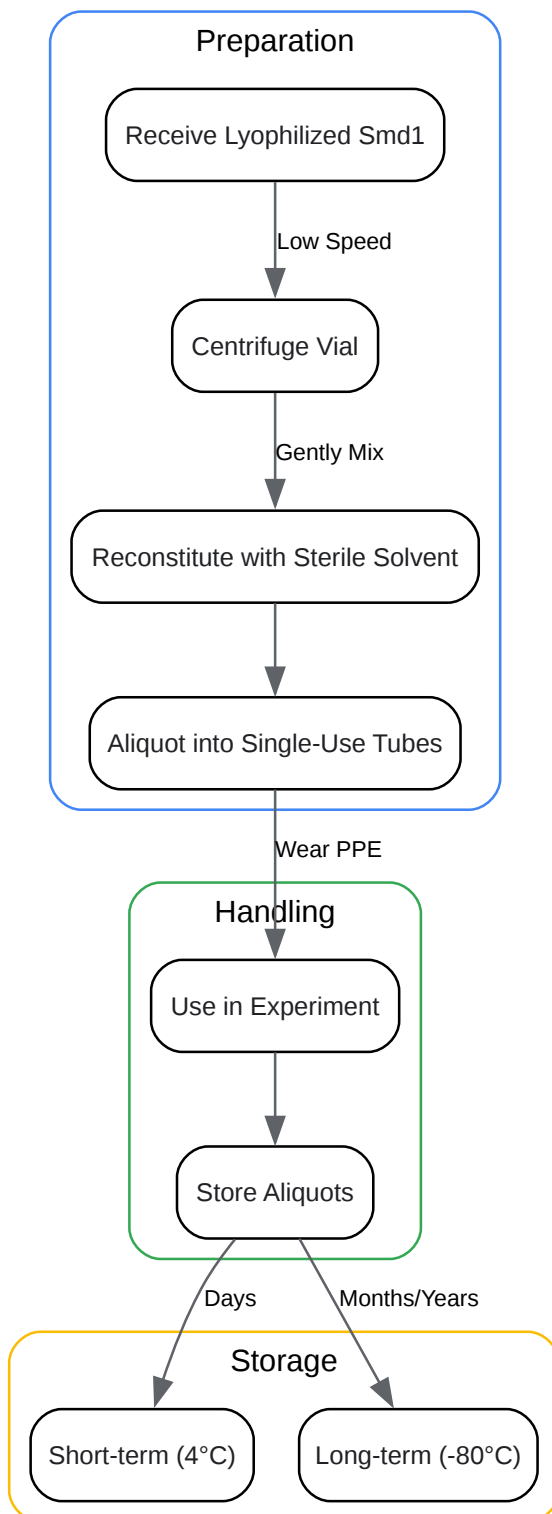 Preparation
Receive Lyophilized Smd1
Low Speed
Centrifuge Vial
Gently Mix
Reconstitute with Sterile Solvent
Aliquot into Single-Use Tubes
Wear PPE
Handling
Use in Experiment
Store Aliquots
Days
Months/Years
Storage
Short-term (4°C)
Long-term (-80°C)